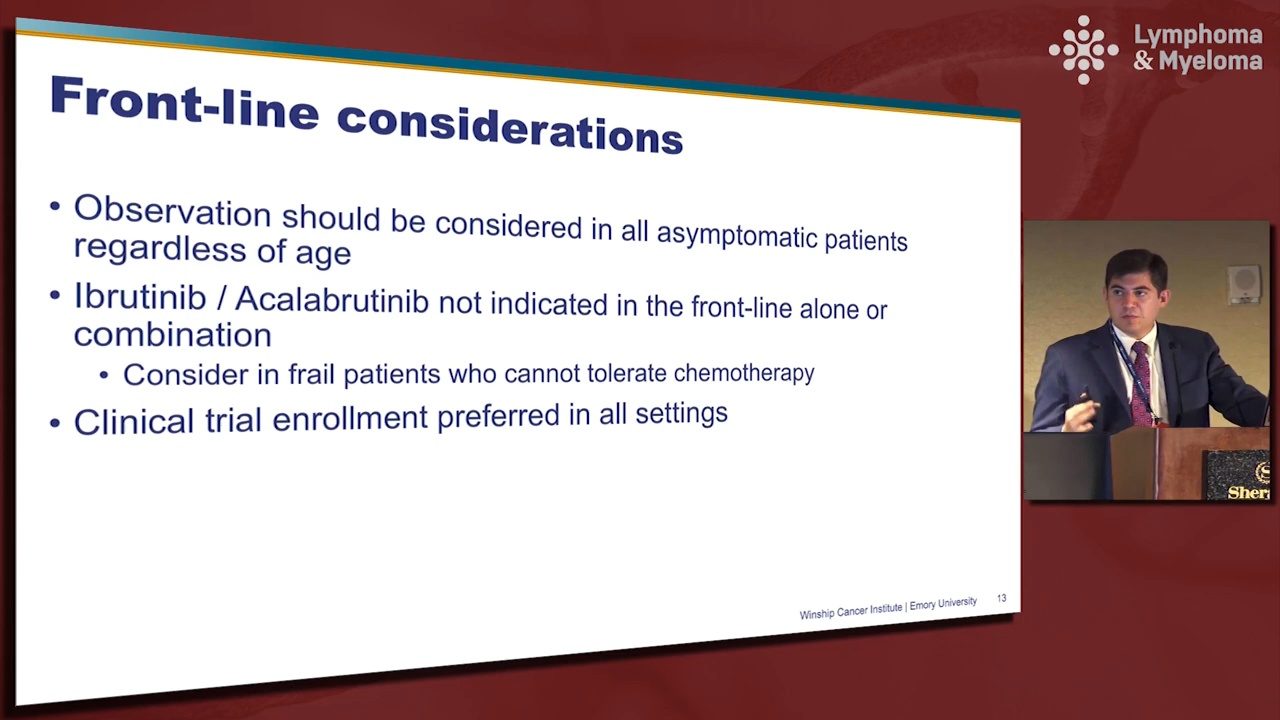 Lymphoma
& Myeloma
Front-line considerations
• Observation should be considered in all asymptomatic patients
regardless of age
• Ibrutinib / Acalabrutinib not indicated in the front-line alone or
combination
• Consider in frail patients who cannot tolerate chemotherapy
• Clinical trial enrollment preferred in all settings
Winship Cancer Institute | Emory University
13